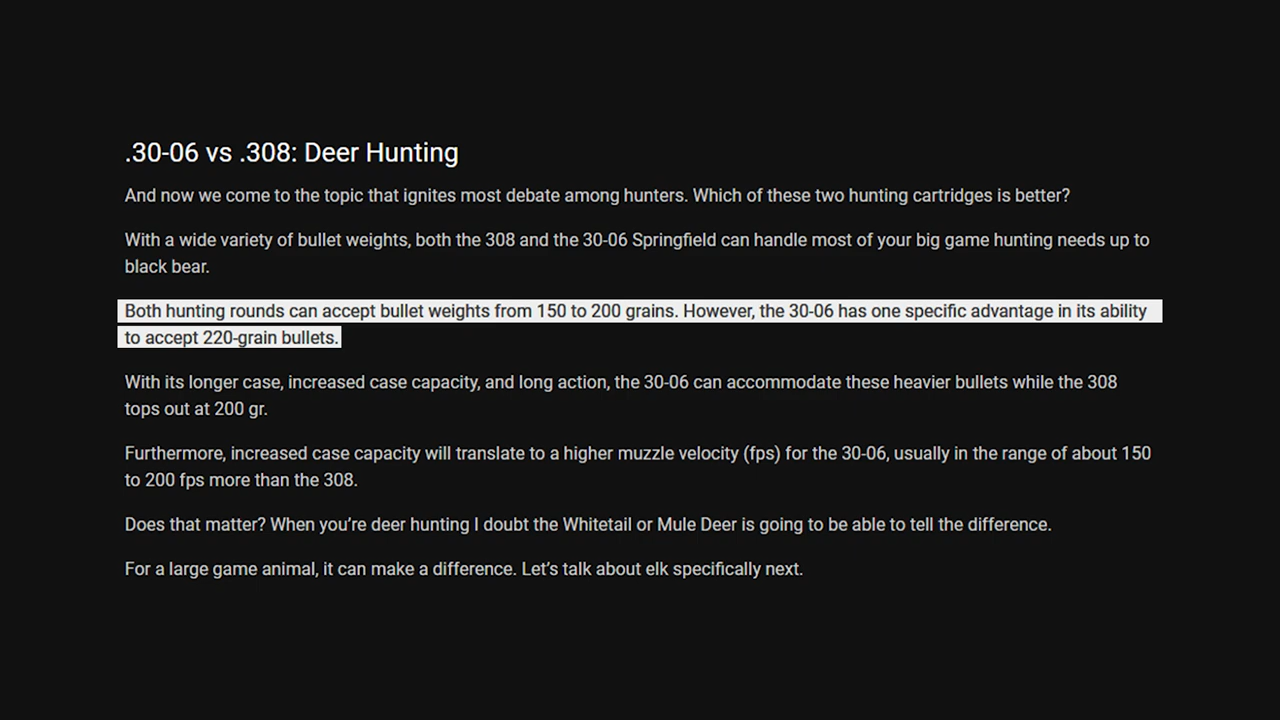 .30-06 vs .308: Deer Hunting
And now we come to the topic that ignites most debate among hunters. Which of these two hunting cartridges is better?
With a wide variety of bullet weights, both the 308 and the 30-06 Springfield can handle most of your big game hunting needs up to
black bear.
Both hunting rounds can accept bullet weights from 150 to 200 grains. However, the 30-06 has one specific advantage in its ability
to accept 220-grain bullets.
With its longer case, increased case capacity, and long action, the 30-06 can accommodate these heavier bullets while the 308
tops out at 200 gr.
Furthermore, increased case capacity will translate to a higher muzzle velocity (fps) for the 30-06, usually in the range of about 150
to 200 fps more than the 308.
Does that matter? When you’re deer hunting I doubt the Whitetail or Mule Deer is going to be able to tell the difference.
For a large game animal, it can make a difference. Let’s talk about elk specifically next.